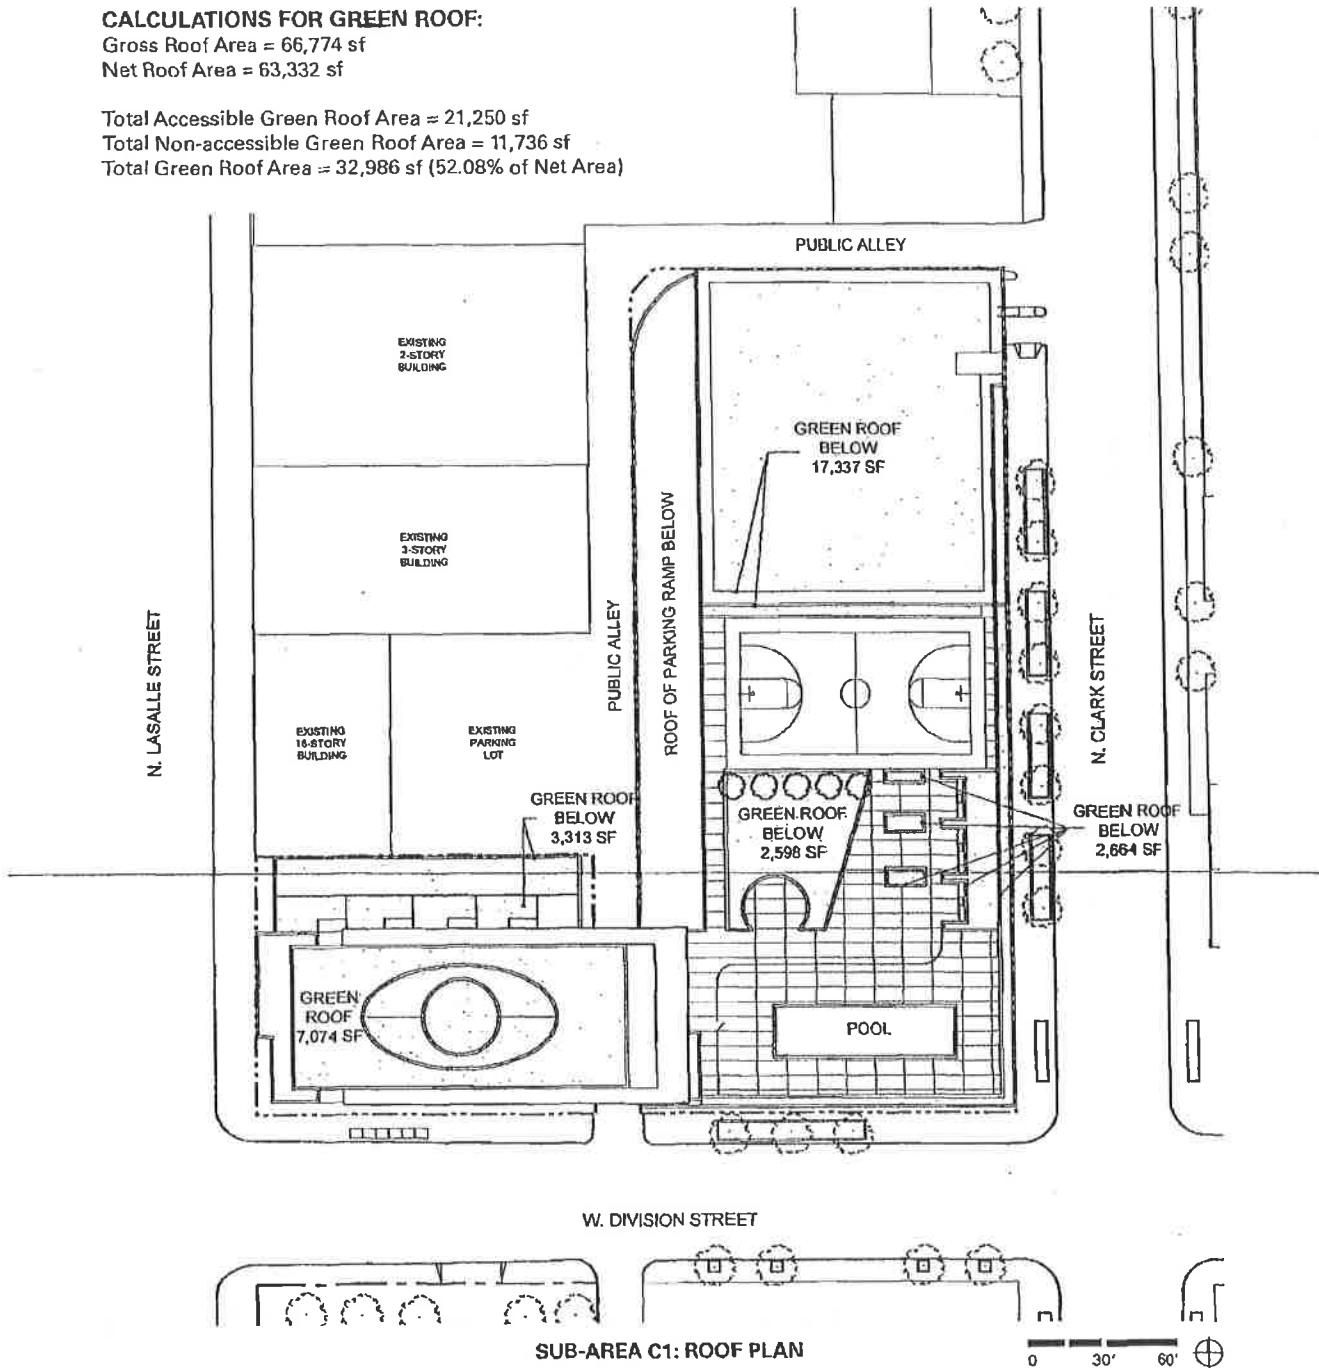 CALCULATIONS FOR GREEN ROOF:
Gross Roof Area = 66,774 sf
Net Roof Area = 63,332 sf
Total Accessible Green Roof Area = 21,250 sf
Total Non-accessible Green Roof Area = 11,736 sf
Total Green Roof Area = 32,986 sf (52.08% of Net Area)
PUBLIC ALLEY
EXISTING
2-STORY
BUILDING
GREEN ROOF
BELOW
17,337 SF
EXISTING
3-STORY
BUILDING
N. LASALLE STREET
PUBLIC ALLEY
ROOF OF PARKING RAMP BELOW
N. CLARK STREET
EXISTING
16-STORY
BUILDING
EXISTING
PARKING
LOT
GREEN ROOF
BELOW
3,313 SF
GREEN ROOF
BELOW
2,598 SF
GREEN ROOF
BELOW
2,664 SF
GREEN
ROOF
7,074 SF
POOL
W. DIVISION STREET
SUB-AREA C1: ROOF PLAN
0 30' 60'